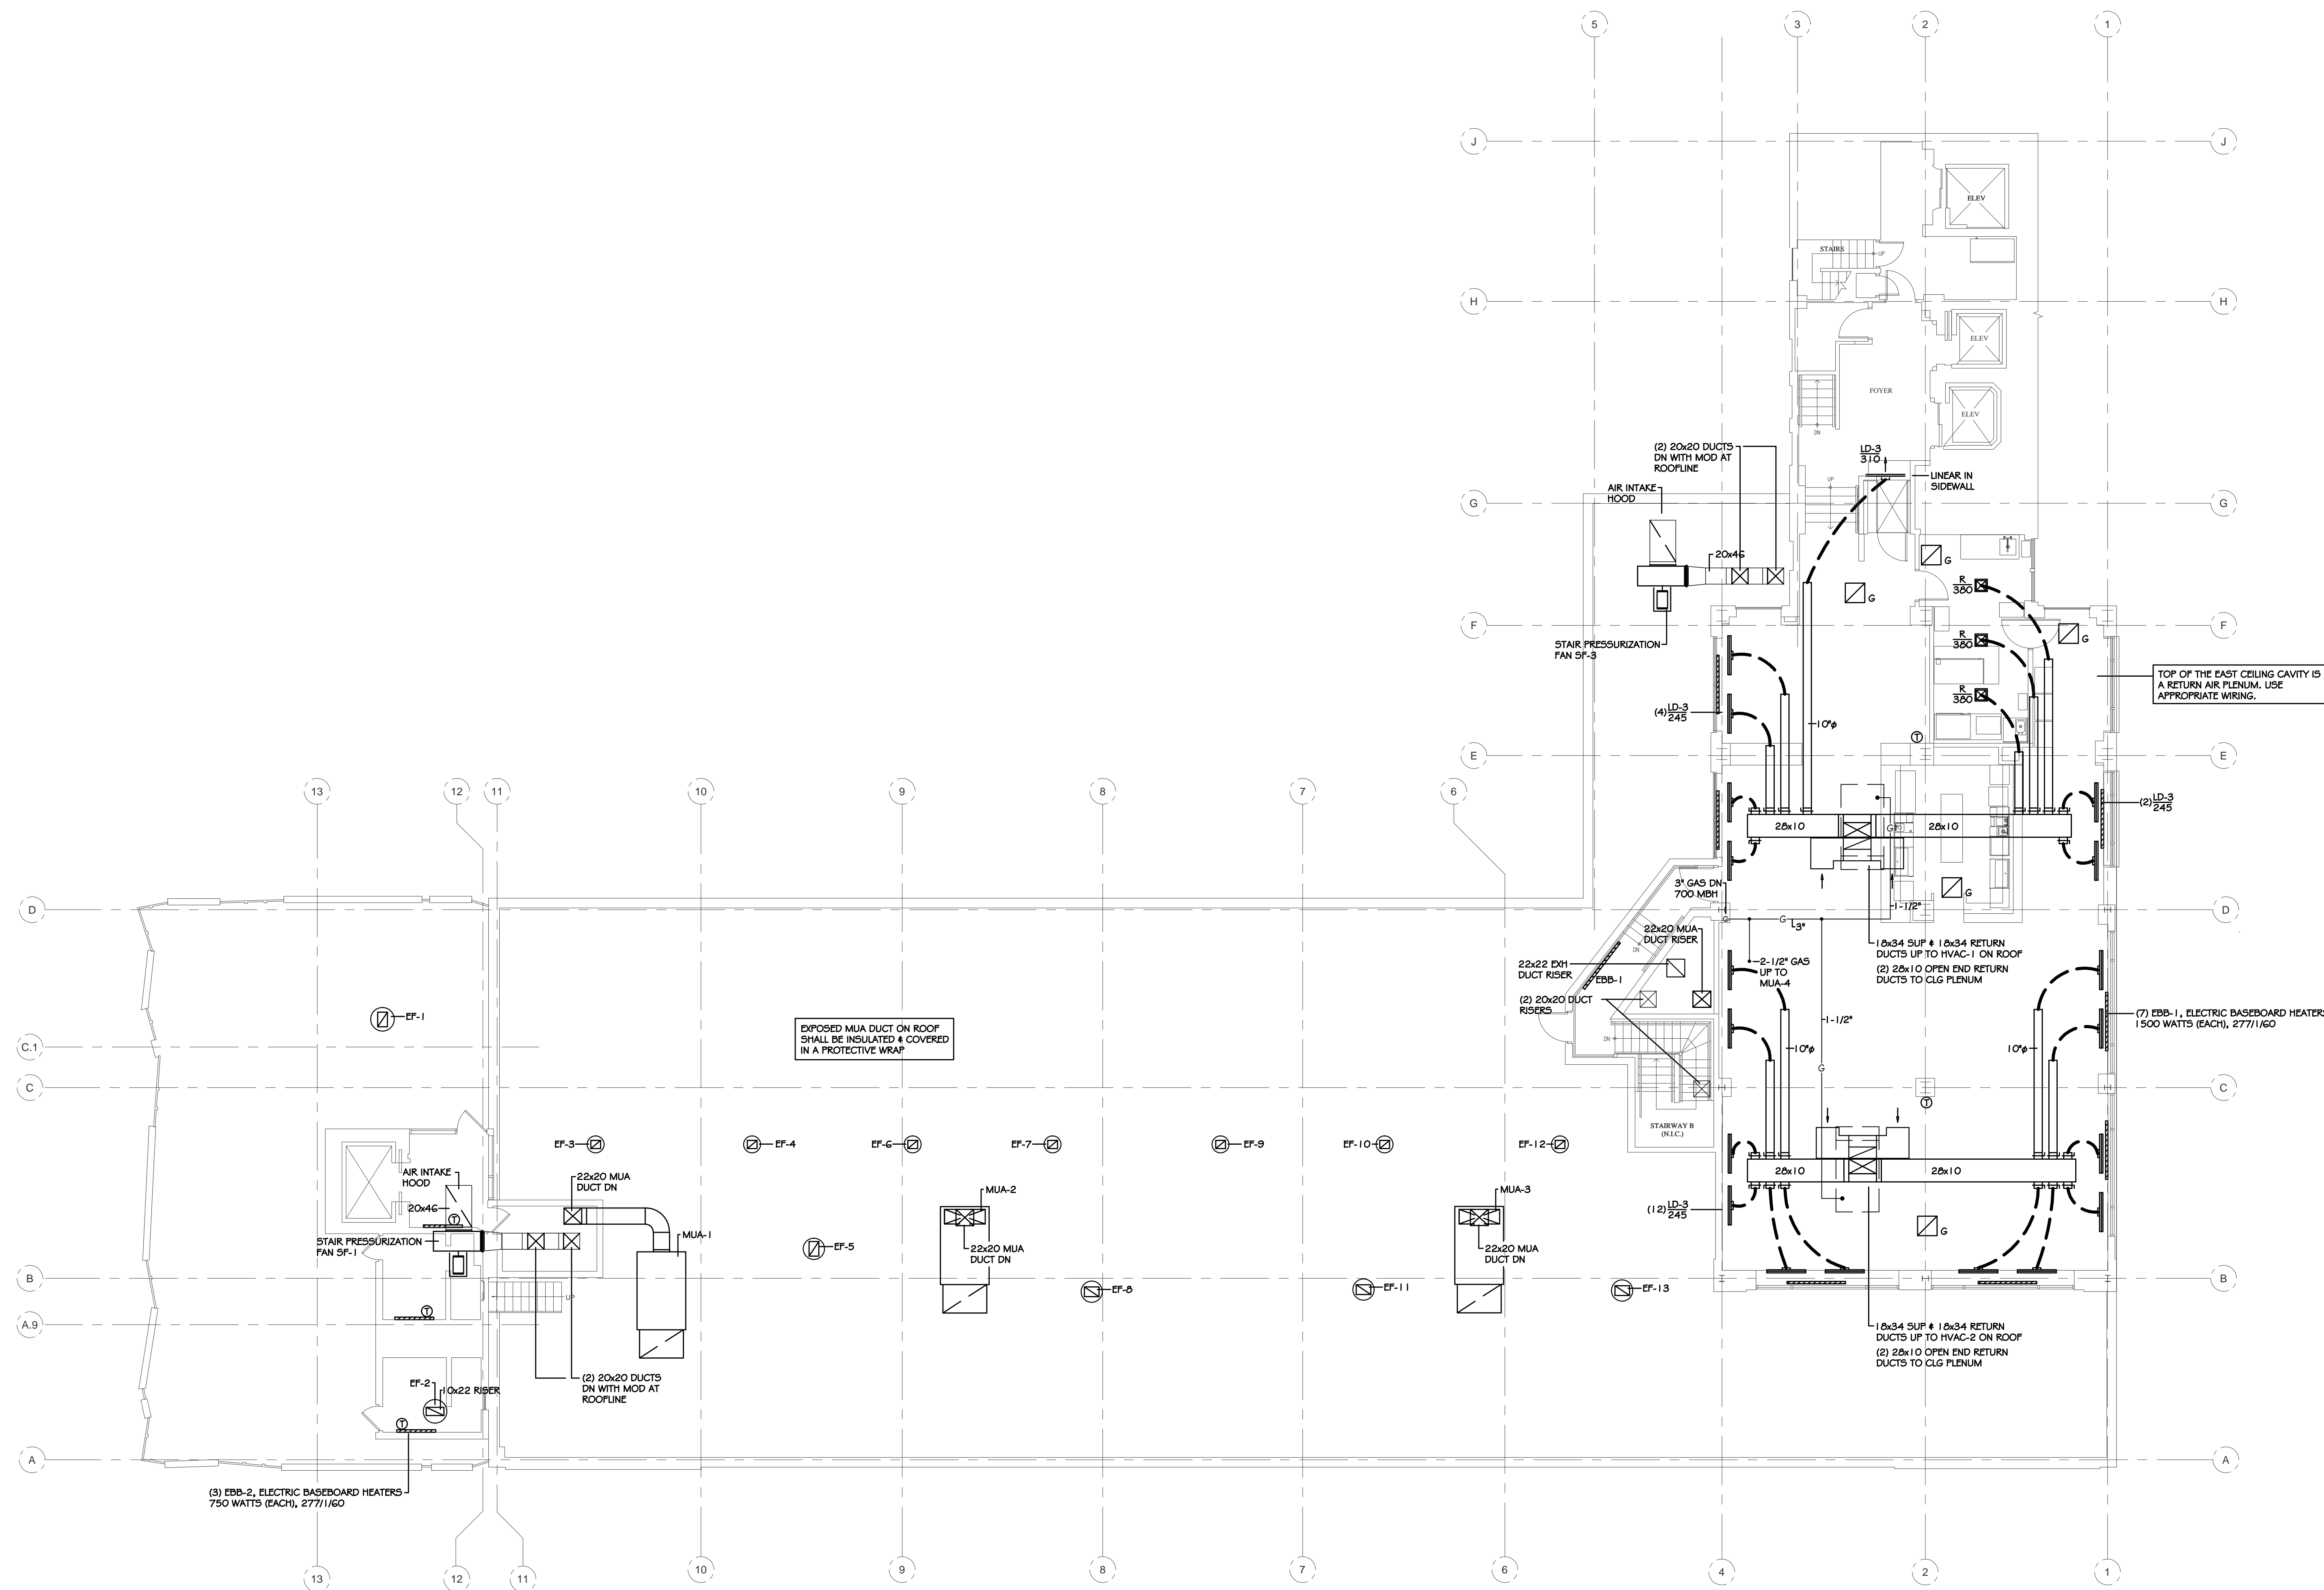 5
3
2
1
J
J
ELEV
STAIRS
UP
H
H
ELEV
FOYER
ELEV
DN
(2) 20x20 DUCTS
DN WITH MOD AT
ROOFLINE
LD-3
310
LINEAR IN
SIDEWALL
UP
AIR INTAKE
HOOD
G
G
20x46
G
G
R
380
F
F
STAIR PRESSURIZATION
FAN SF-3
R
380
G
TOP OF THE EAST CEILING CAVITY IS
A RETURN AIR PLENUM. USE
APPROPRIATE WIRING.
R
380
(4) LD-3
245
10"ø
T
E
E
13
12
11
10
9
8
7
6
(2) LD-3
245
28x10
G
28x10
3" GAS DN
700 MBH
G
1-1/2"
D
D
G
G
3"
22x20 MUA
DUCT RISER
DN
18x34 SUP & 18x34 RETURN
DUCTS UP TO HVAC-1 ON ROOF
(2) 28x10 OPEN END RETURN
DUCTS TO CLG PLENUM
22x22 EXH
DUCT RISER
EBB-1
2-1/2" GAS
UP TO
MUA-4
(2) 20x20 DUCT
RISERS
EF-1
EXPOSED MUA DUCT ON ROOF
SHALL BE INSULATED & COVERED
IN A PROTECTIVE WRAP
(7) EBB-1, ELECTRIC BASEBOARD HEATERS
1500 WATTS (EACH), 277/1/60
1-1/2"
DN
C.1
10"ø
10"ø
G
C
C
T
STAIRWAY B
(N.I.C.)
EF-3
EF-4
EF-6
EF-7
EF-9
EF-10
EF-12
AIR INTAKE
HOOD
28x10
28x10
22x20 MUA
DUCT DN
MUA-2
MUA-3
20x46
T
(12) LD-3
245
G
STAIR PRESSURIZATION
FAN SF-1
MUA-1
EF-5
22x20 MUA
DUCT DN
22x20 MUA
DUCT DN
B
B
UP
EF-8
EF-11
EF-13
T
A.9
18x34 SUP & 18x34 RETURN
DUCTS UP TO HVAC-2 ON ROOF
(2) 28x10 OPEN END RETURN
DUCTS TO CLG PLENUM
EF-2
10x22 RISER
(2) 20x20 DUCTS
DN WITH MOD AT
ROOFLINE
T
A
A
(3) EBB-2, ELECTRIC BASEBOARD HEATERS
750 WATTS (EACH), 277/1/60
13
12
11
10
9
8
7
6
4
2
1